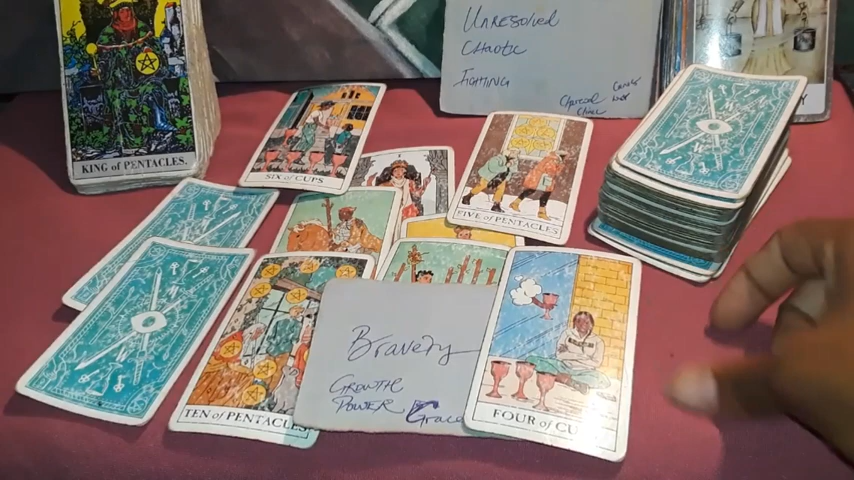 UNRESOLVED
CHAOTIC
FIGHTING
KING of PENTACLES.
SIX of CUPS
FIVE of PENTACLES
Bravery
GROWTH
POWER Grace
TEN of PENTACLES
FOUR of CU